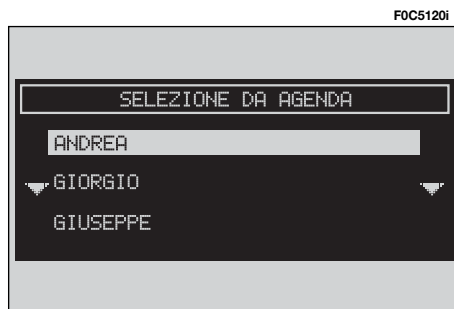 F0C5120i
SELEZIONE DA AGENDA
ANDREA
GIORGIO
GIUSEPPE